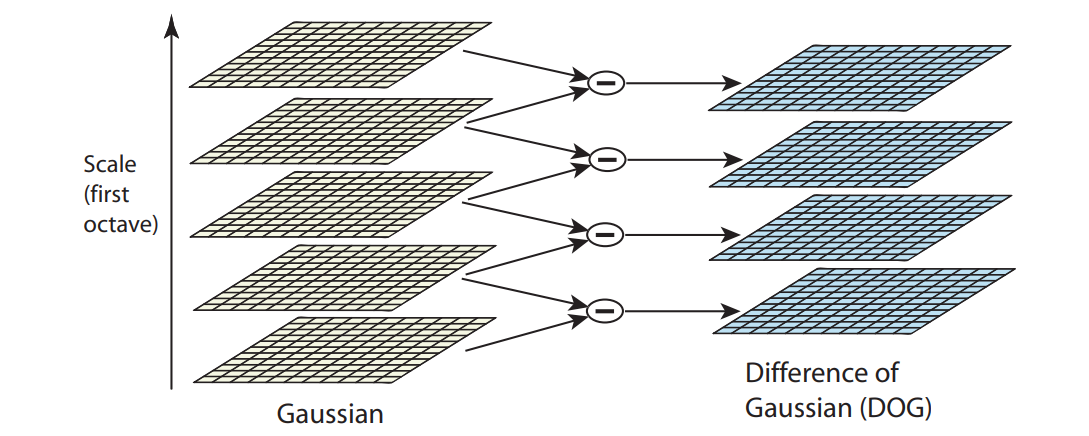 Scale
(first
octave)
Gaussian
Difference of
Gaussian (DOG)